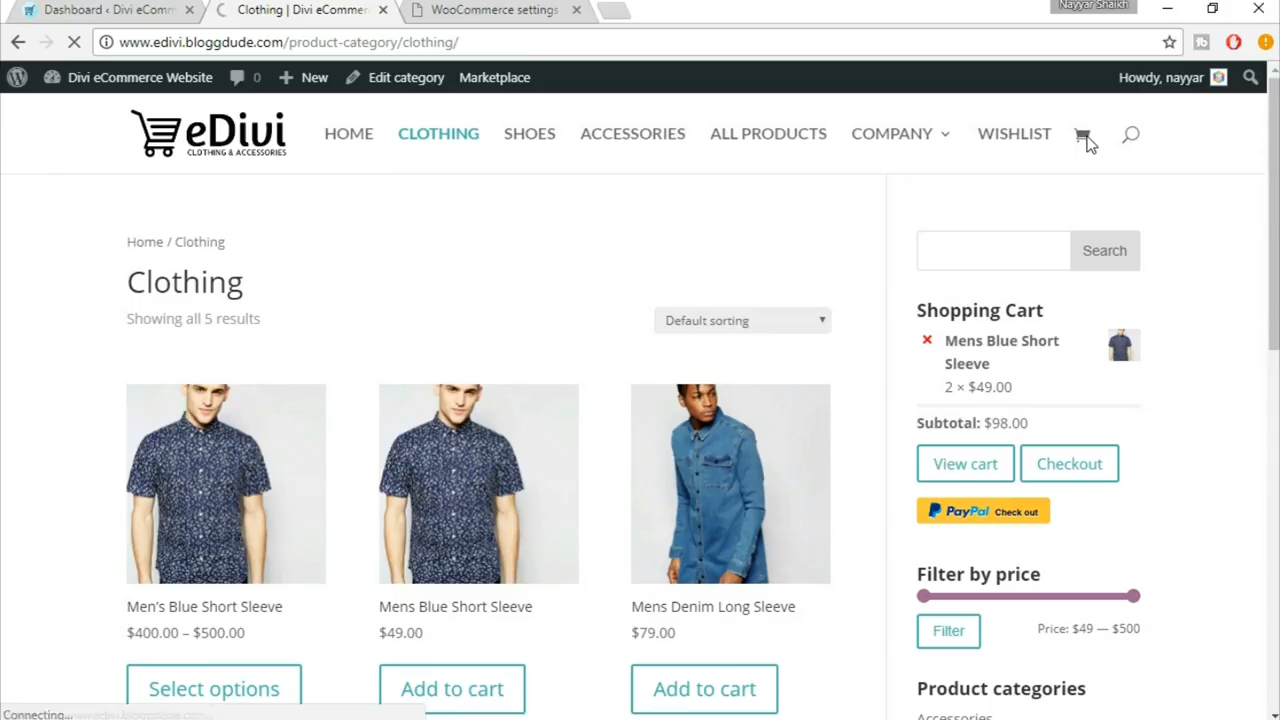 Dashboard ‹ Divi eComm
Clothing | Divi eCommer
WooCommerce settings
Nayyar Shaikh
www.edivi.bloggdude.com/product-category/clothing/
Divi eCommerce Website
0
New
Edit category
Marketplace
Howdy, nayyar
eDivi
CLOTHING & ACCESSORIES
HOME
CLOTHING
SHOES
ACCESSORIES
ALL PRODUCTS
COMPANY
WISHLIST
Home / Clothing
Clothing
Showing all 5 results
Default sorting
Men's Blue Short Sleeve
$400.00 – $500.00
Select options
Mens Blue Short Sleeve
$49.00
Add to cart
Mens Denim Long Sleeve
$79.00
Add to cart
Search
Shopping Cart
Mens Blue Short
Sleeve
2 × $49.00
Subtotal: $98.00
View cart
Checkout
PayPal Check out
Filter by price
Filter
Price: $49 — $500
Product categories
Accessories
Connecting...